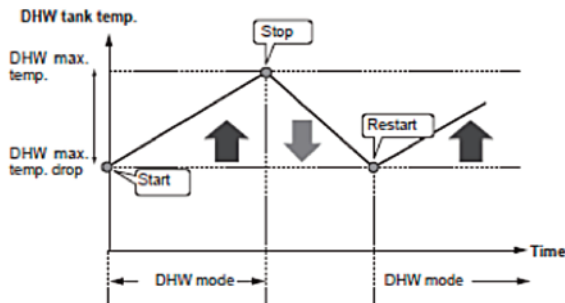 DHW tank temp.
Stop
DHW max.
temp.
Restart
DHW max.
temp. drop
Start
Time
DHW mode
DHW mode